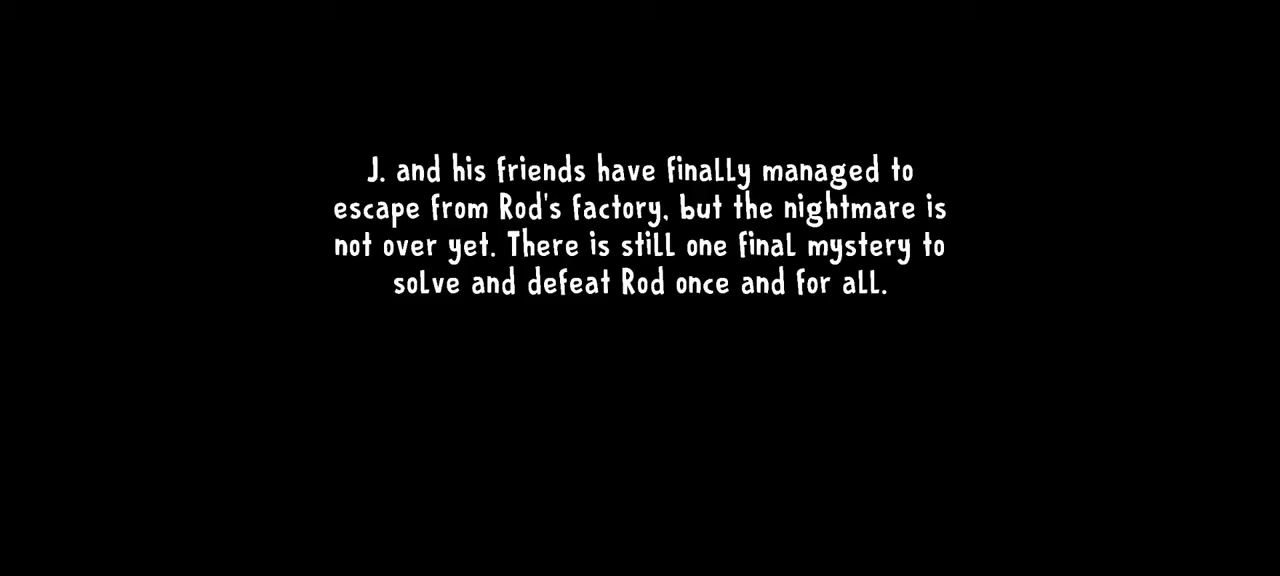 J. and his friends have finally managed to
escape from Rod's factory, but the nightmare is
not over yet. There is still one final mystery to
solve and defeat Rod once and for all.